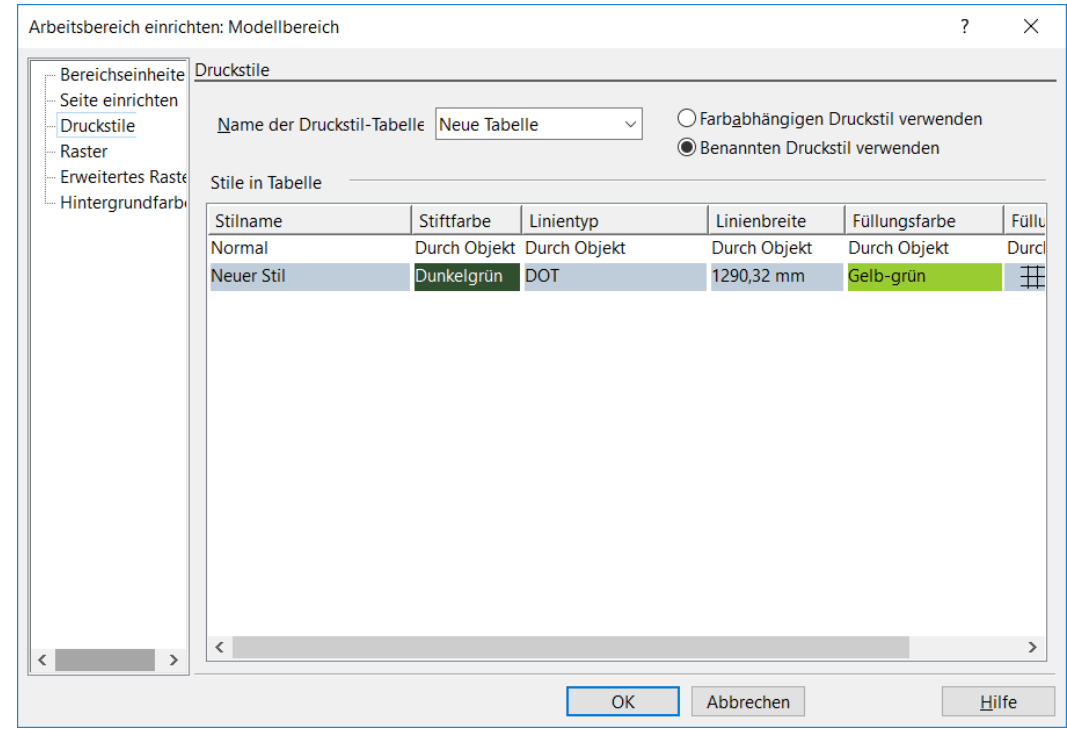 Arbeitsbereich einrichten: Modellbereich
?
Bereichseinheite
Seite einrichten
Druckstile
Raster
Erweitertes Raste
Hintergrundfarb
Druckstile
Name der Druckstil-Tabelle
Neue Tabelle
Farbabhängigen Druckstil verwenden
Benannten Druckstil verwenden
Stile in Tabelle
Stilname Stiftfarbe Linientyp Linienbreite Füllungsfarbe Füllu
Normal Durch Objekt Durch Objekt Durch Objekt Durch Objekt Durch
Neuer Stil Dunkelgrün DOT 1290,32 mm Gelb-grün
OK Abbrechen Hilfe